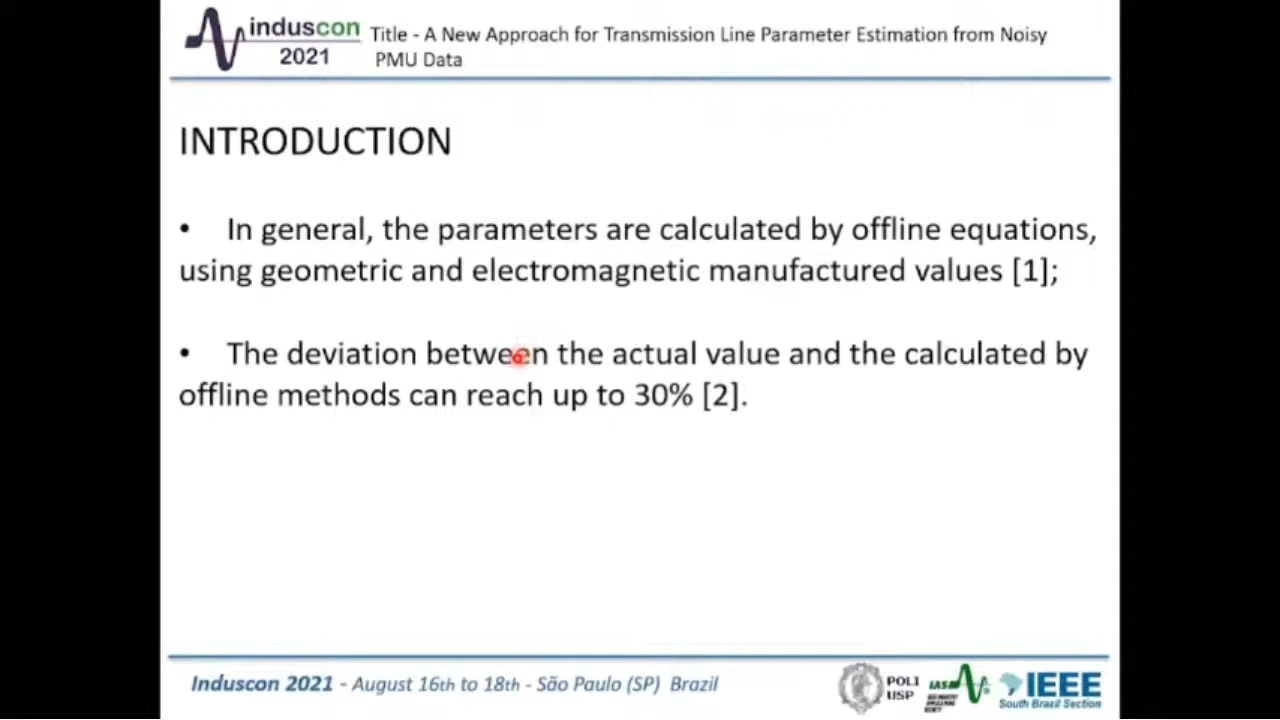 induscon
2021
Title - A New Approach for Transmission Line Parameter Estimation from Noisy
PMU Data
INTRODUCTION
• In general, the parameters are calculated by offline equations,
using geometric and electromagnetic manufactured values [1];
• The deviation between the actual value and the calculated by
offline methods can reach up to 30% [2].
Induscon 2021 - August 16th to 18th - São Paulo (SP) Brazil
POLI
USP
IAS
IEEE
South Brazil Section